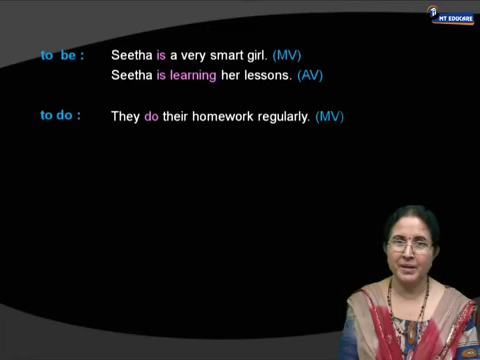 MT EDUCARE
to be : Seetha is a very smart girl. (MV)
Seetha is learning her lessons. (AV)
to do : They do their homework regularly. (MV)